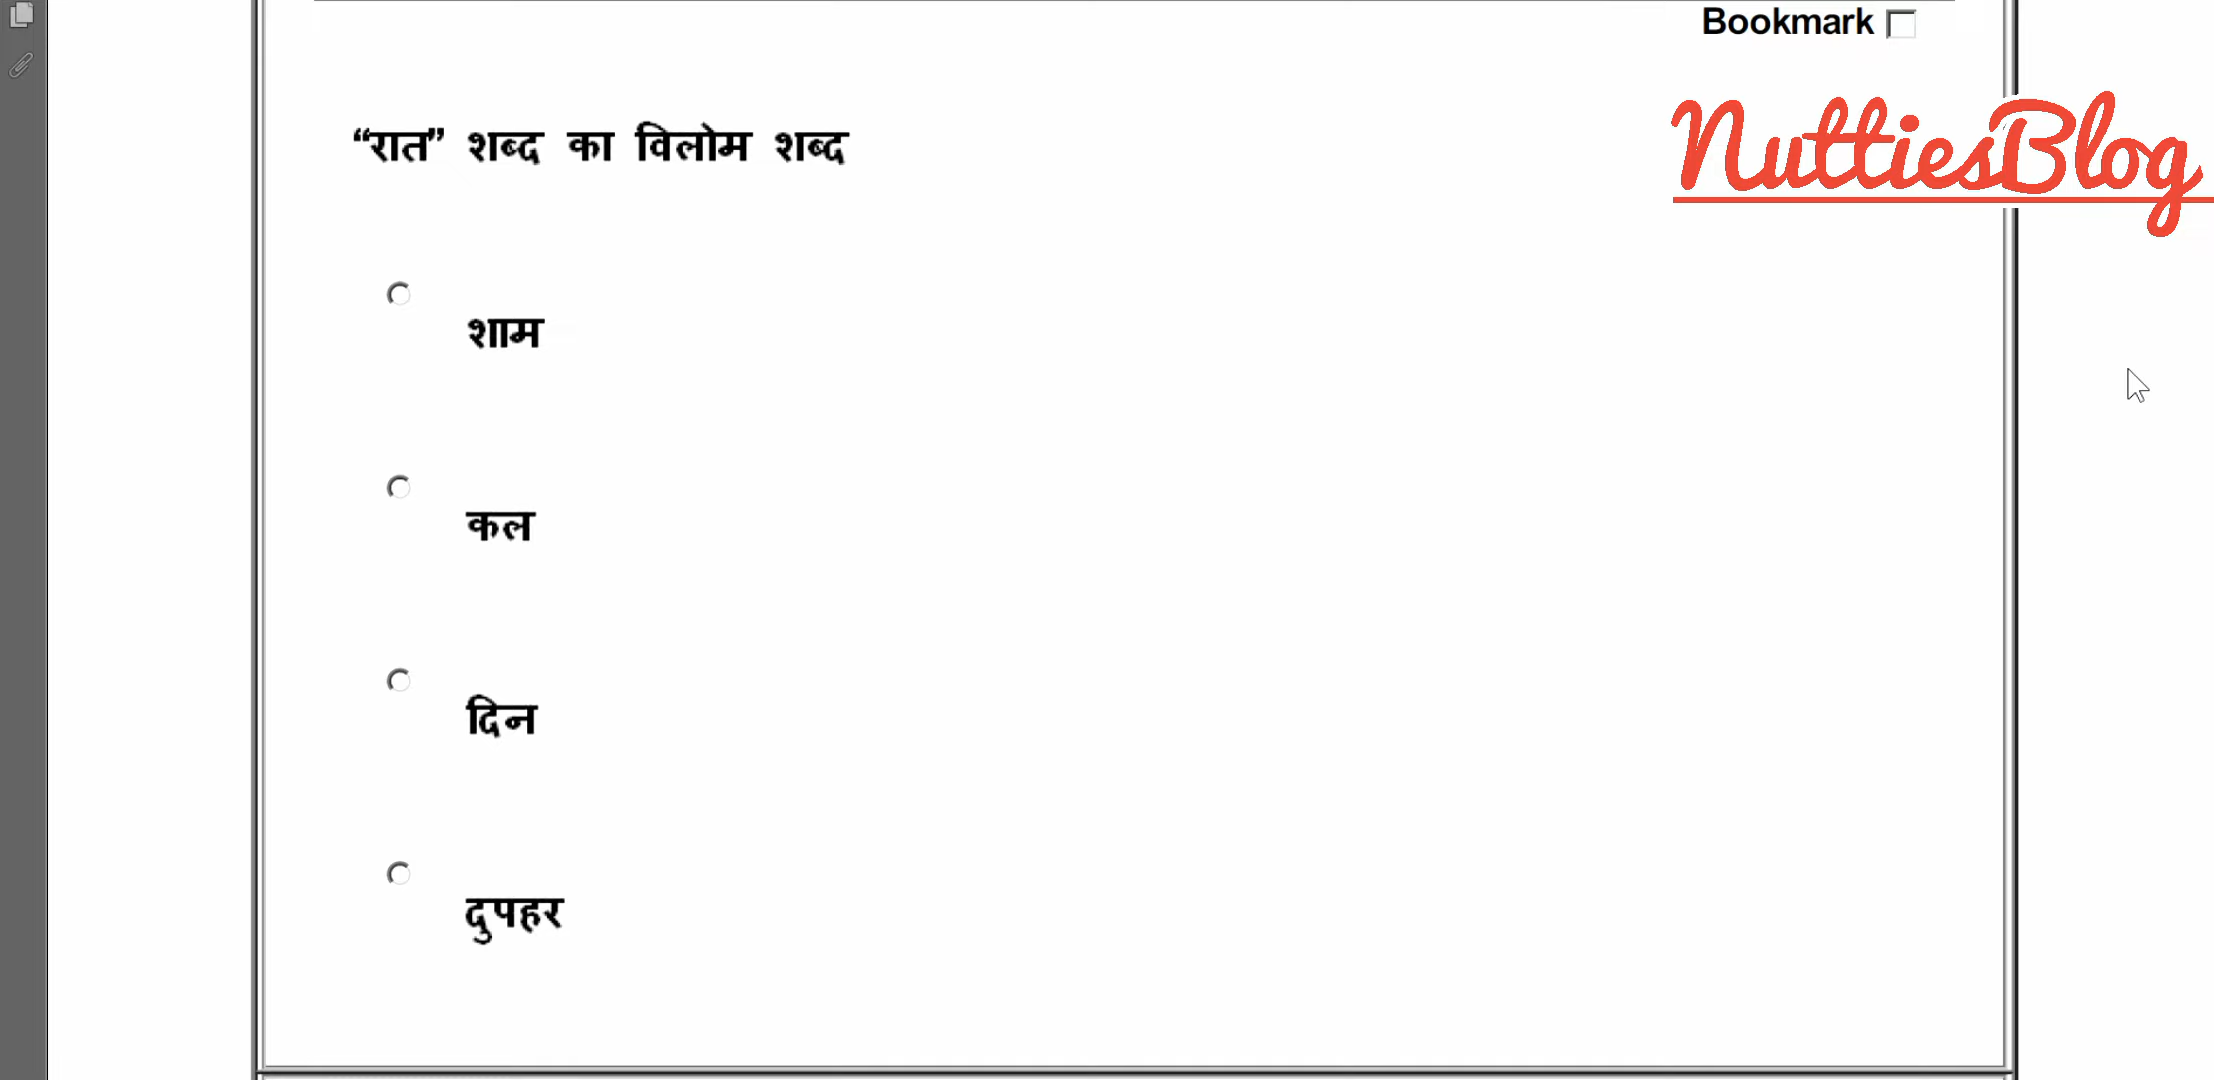 Bookmark
NuttiesBlog
“रात” शब्द का विलोम शब्द
शाम
कल
दिन
दुपहर